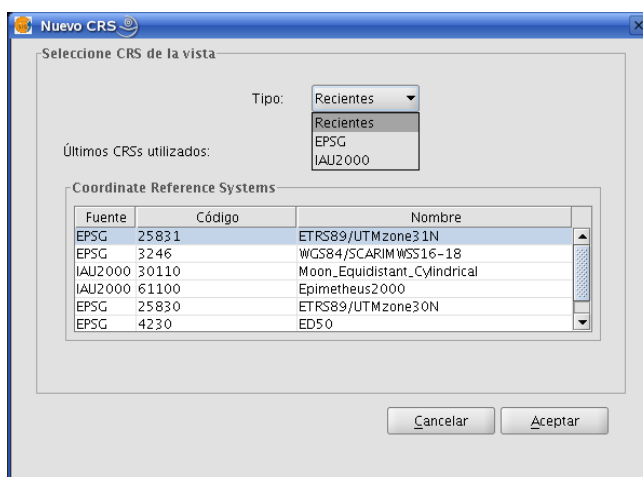 Nuevo CRS
Seleccione CRS de la vista
Tipo: Recientes
Recientes
EPSG
IAU2000
Últimos CRSs utilizados:
Coordinate Reference Systems
Fuente Código Nombre
EPSG 25831 ETRS89/UTMzone31N
EPSG 3246 WGS84/SCARIMWSS16-18
IAU2000 30110 Moon_Equidistant_Cylindrical
IAU2000 61100 Epimetheus2000
EPSG 25830 ETRS89/UTMzone30N
EPSG 4230 ED50
Cancelar Aceptar